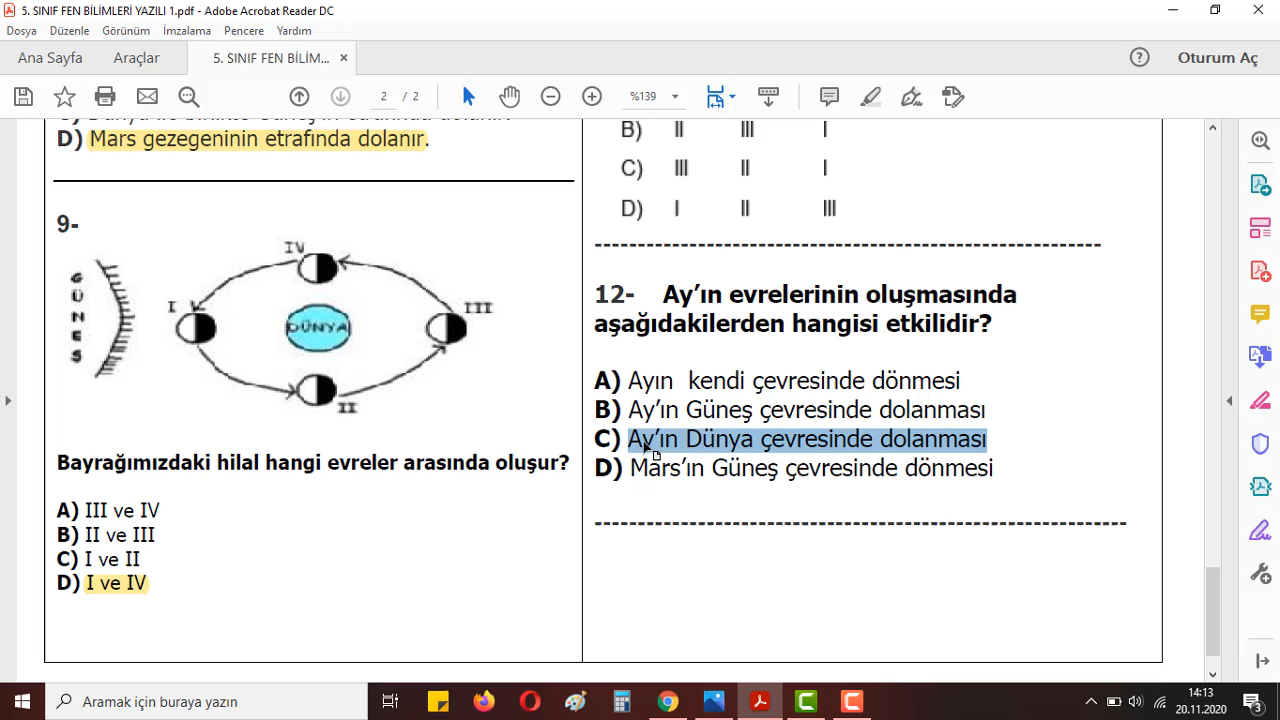 5. SINIF FEN BİLİMLERİ YAZILI 1.pdf - Adobe Acrobat Reader DC
Dosya Düzenle Görünüm İmzalama Pencere Yardım
Ana Sayfa Araçlar 5. SINIF FEN BİLİM... × Oturum Aç
2 / 2 %139
D) Mars gezegeninin etrafında dolanır.
9-
GÜNEŞ
IV
I
DÜNYA
III
II
Bayrağımızdaki hilal hangi evreler arasında oluşur?
A) III ve IV
B) II ve III
C) I ve II
D) I ve IV
B) II III I
C) III II I
D) I II III
12- Ay’ın evrelerinin oluşmasında
aşağıdakilerden hangisi etkilidir?
A) Ayın kendi çevresinde dönmesi
B) Ay’ın Güneş çevresinde dolanması
C) Ay’ın Dünya çevresinde dolanması
D) Mars’ın Güneş çevresinde dönmesi
Aramak için buraya yazın
14:13
20.11.2020
3